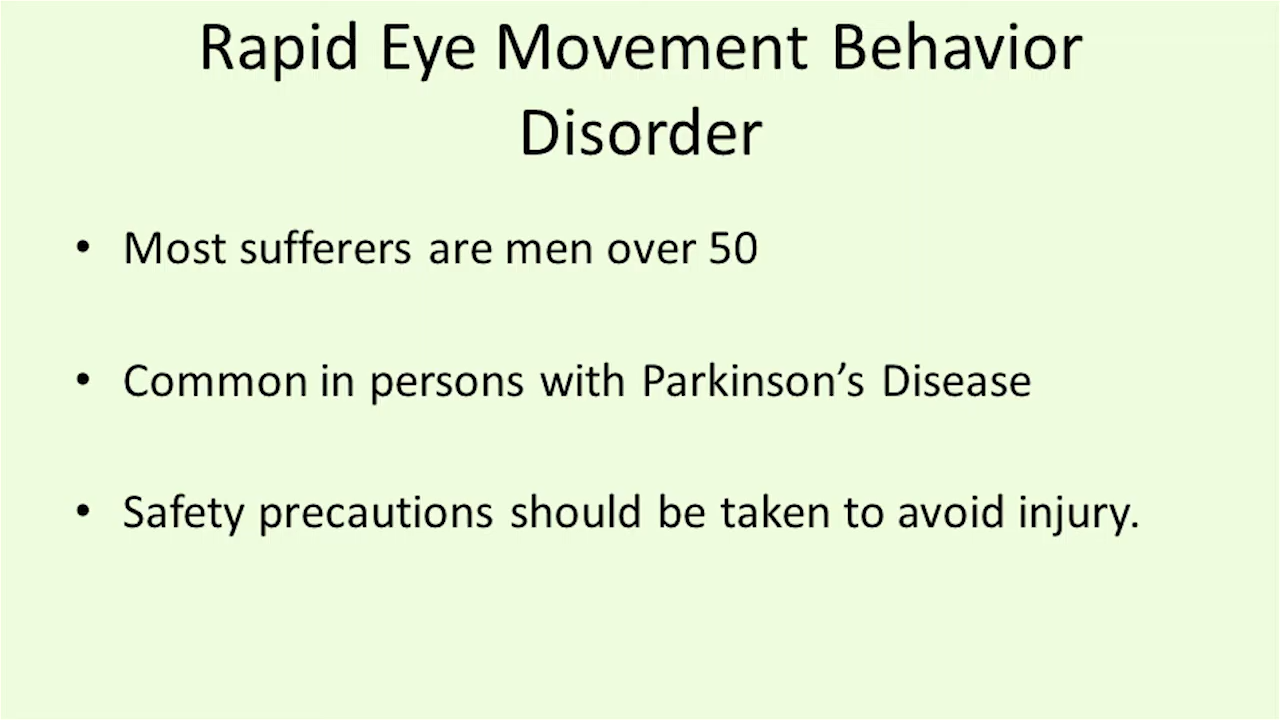 Rapid Eye Movement Behavior
Disorder
• Most sufferers are men over 50
• Common in persons with Parkinson’s Disease
• Safety precautions should be taken to avoid injury.